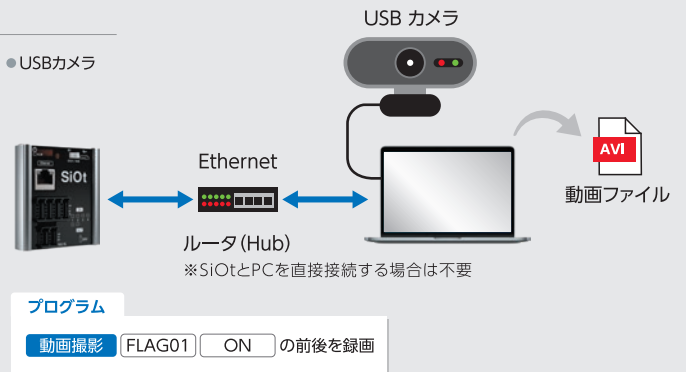 USB カメラ
●USBカメラ
SiOt
Ethernet
AVI
動画ファイル
ルータ(Hub)
※SiOtとPCを直接接続する場合は不要
プログラム
動画撮影 FLAG01 ON の前後を録画